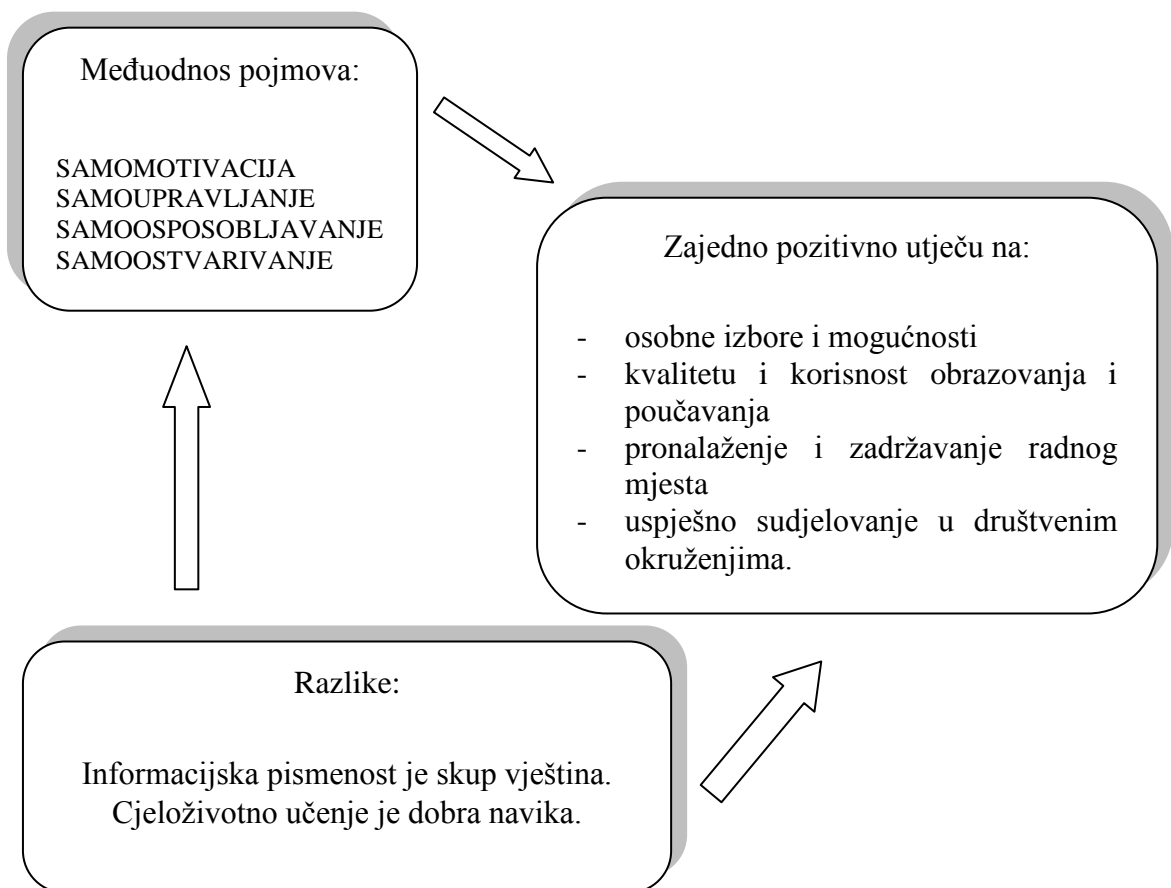 Međuodnos pojmova:
SAMOMOTIVACIJA
SAMOUPRAVLJANJE
SAMOOSPOSOBLJAVANJE
SAMOOSTVARIVANJE
Zajedno pozitivno utječu na:
- osobne izbore i mogućnosti
- kvalitetu i korisnost obrazovanja i
poučavanja
- pronalaženje i zadržavanje radnog
mjesta
- uspješno sudjelovanje u društvenim
okruženjima.
Razlike:
Informacijska pismenost je skup vještina.
Cjeloživotno učenje je dobra navika.